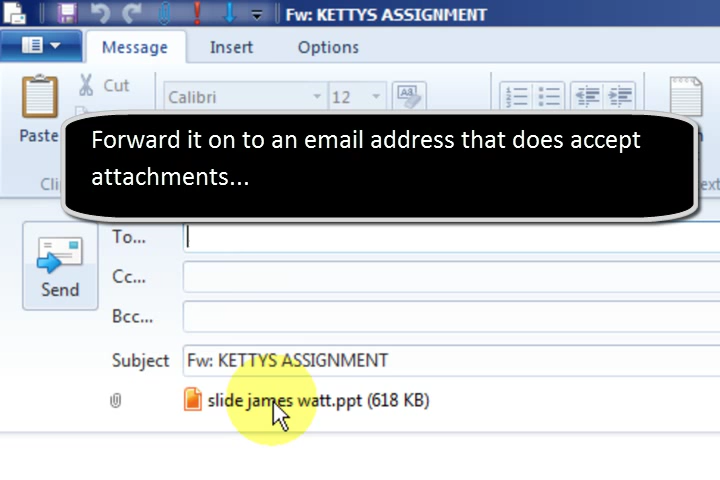 Fw: KETTYS ASSIGNMENT
Message Insert Options
Cut
Calibri 12
Paste
Forward it on to an email address that does accept
attachments...
To...
Send
Cc...
Bcc...
Subject Fw: KETTYS ASSIGNMENT
slide james watt.ppt (618 KB)